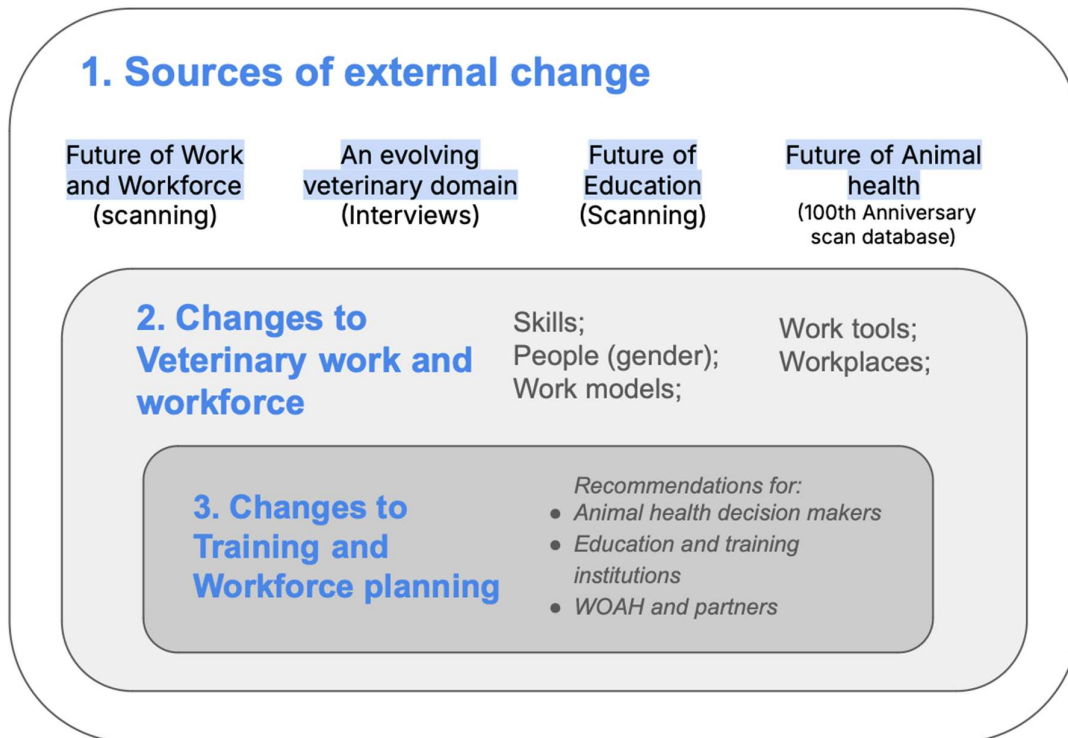 1. Sources of external change
Future of Work
and Workforce
(scanning)
An evolving
veterinary domain
(Interviews)
Future of
Education
(Scanning)
Future of Animal
health
(100th Anniversary
scan database)
2. Changes to
Veterinary work and
workforce
Skills;
People (gender);
Work models;
Work tools;
Workplaces;
3. Changes to
Training and
Workforce planning
Recommendations for:
● Animal health decision makers
● Education and training
institutions
● WOAH and partners